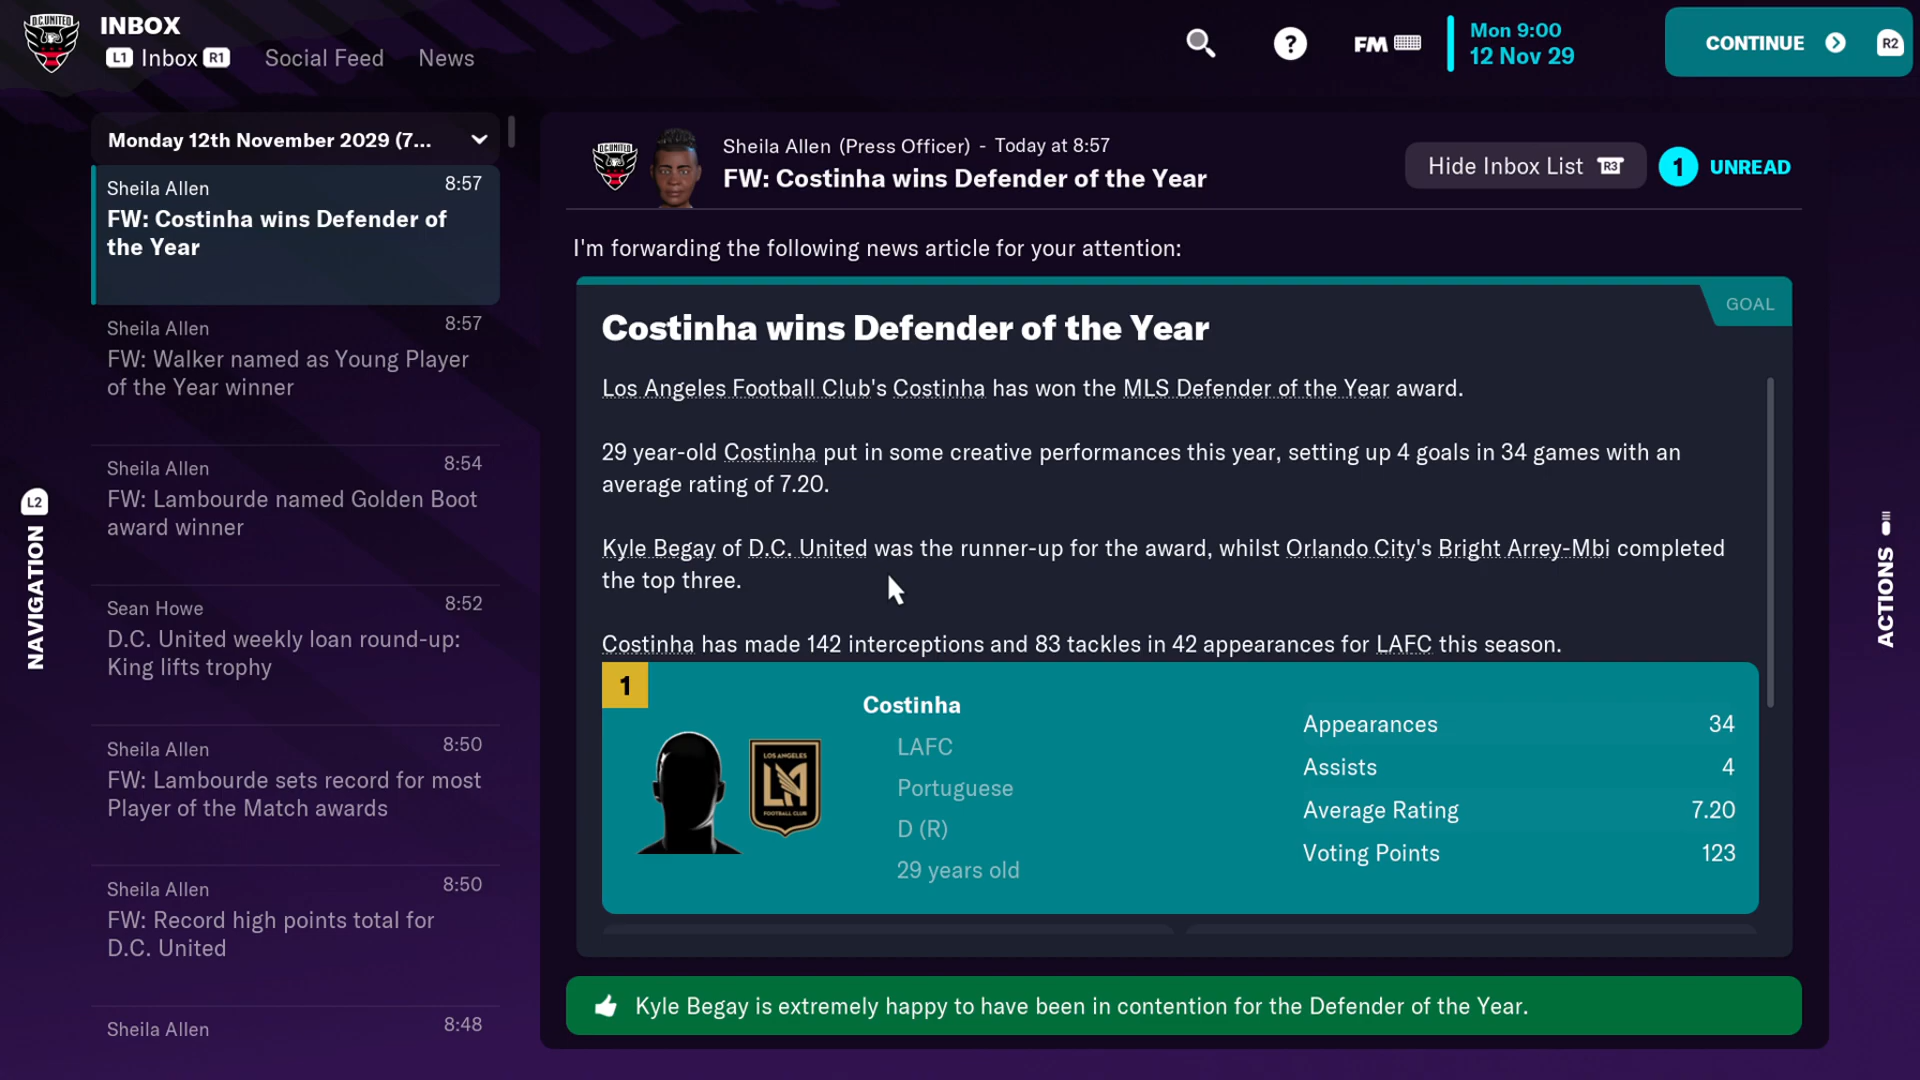 INBOX
L1 Inbox R1 Social Feed News
FM
Mon 9:00
12 Nov 29
CONTINUE R2
Monday 12th November 2029 (7...
Sheila Allen 8:57
FW: Costinha wins Defender of
the Year
Sheila Allen 8:57
FW: Walker named as Young Player
of the Year winner
Sheila Allen 8:54
FW: Lambourde named Golden Boot
award winner
Sean Howe 8:52
D.C. United weekly loan round-up:
King lifts trophy
Sheila Allen 8:50
FW: Lambourde sets record for most
Player of the Match awards
Sheila Allen 8:50
FW: Record high points total for
D.C. United
Sheila Allen 8:48
L2
NAVIGATION
D.C. UNITED
Sheila Allen (Press Officer) - Today at 8:57
FW: Costinha wins Defender of the Year
Hide Inbox List R3
1 UNREAD
I'm forwarding the following news article for your attention:
GOAL
Costinha wins Defender of the Year
Los Angeles Football Club's Costinha has won the MLS Defender of the Year award.
29 year-old Costinha put in some creative performances this year, setting up 4 goals in 34 games with an
average rating of 7.20.
Kyle Begay of D.C. United was the runner-up for the award, whilst Orlando City's Bright Arrey-Mbi completed
the top three.
Costinha has made 142 interceptions and 83 tackles in 42 appearances for LAFC this season.
1
LOS ANGELES
LA
FOOTBALL CLUB
Costinha
LAFC
Portuguese
D (R)
29 years old
Appearances 34
Assists 4
Average Rating 7.20
Voting Points 123
Kyle Begay is extremely happy to have been in contention for the Defender of the Year.
ACTIONS